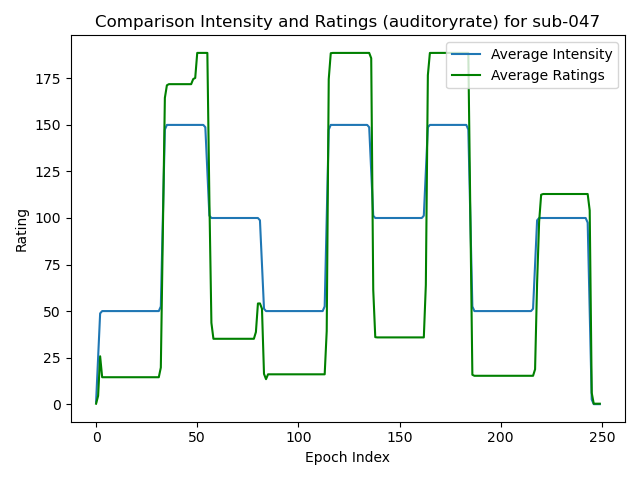 Comparison Intensity and Ratings (auditoryrate) for sub-047
Average Intensity
Average Ratings
Rating
175
150
125
100
75
50
25
0
0 50 100 150 200 250
Epoch Index